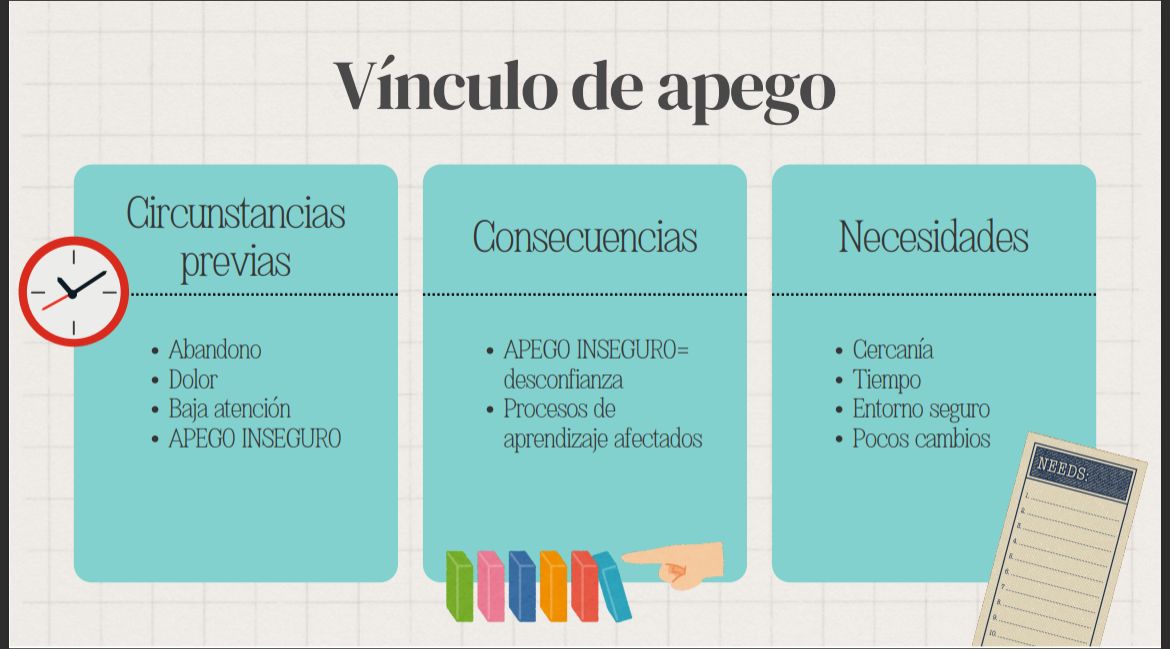 Vínculo de apego
Circunstancias
previas
• Abandono
• Dolor
• Baja atención
• APEGO INSEGURO
Consecuencias
• APEGO INSEGURO=
desconfianza
• Procesos de
aprendizaje afectados
Necesidades
• Cercanía
• Tiempo
• Entorno seguro
• Pocos cambios
NEEDS:
1.
2.
3.
4.
5.
6.
7.
8.
9.
10.